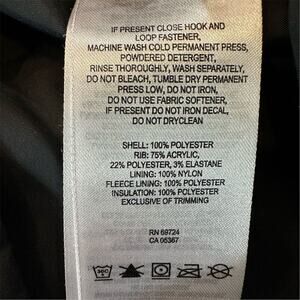 IF PRESENT CLOSE HOOK AND
LOOP FASTENER,
MACHINE WASH COLD PERMANENT PRESS,
POWDERED DETERGENT,
RINSE THOROUGHLY, WASH SEPARATELY,
DO NOT BLEACH, TUMBLE DRY PERMANENT
PRESS LOW, DO NOT IRON,
DO NOT USE FABRIC SOFTENER,
IF PRESENT DO NOT IRON DECAL,
DO NOT DRYCLEAN
SHELL: 100% POLYESTER
RIB: 75% ACRYLIC,
22% POLYESTER, 3% ELASTANE
LINING: 100% NYLON
FLEECE LINING: 100% POLYESTER
INSULATION: 100% POLYESTER
EXCLUSIVE OF TRIMMING
RN 69724
CA 05367